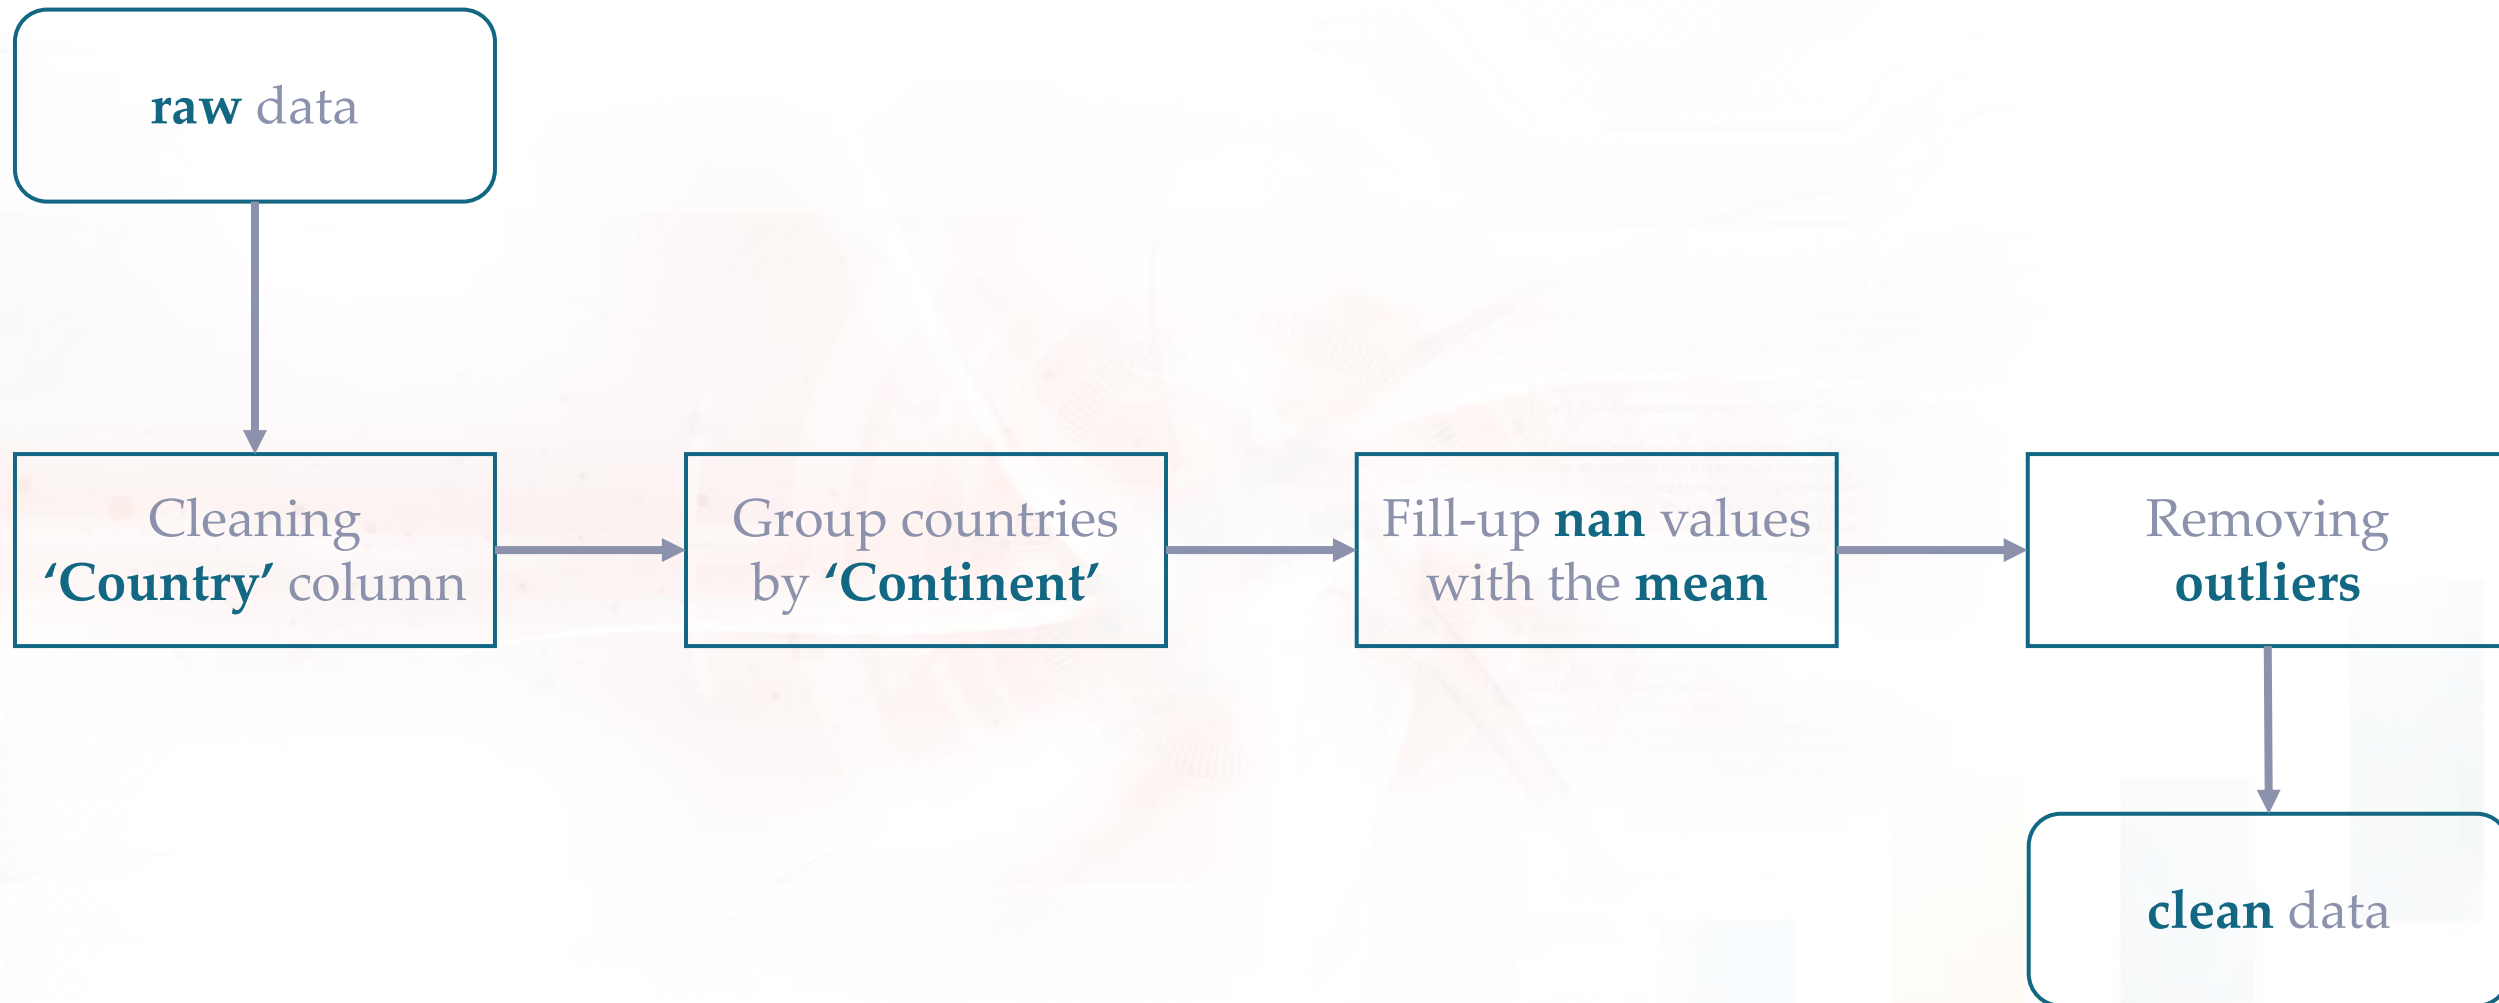 raw data
Cleaning
‘Country’ column
Group countries
by ‘Continent’
Fill-up nan values
with the mean
Removing
outliers
clean data